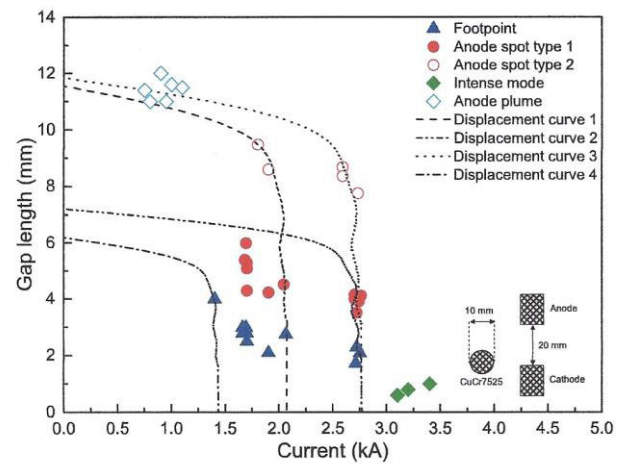 14
12
10
8
6
4
2
0
Gap length (mm)
0.0 0.5 1.0 1.5 2.0 2.5 3.0 3.5 4.0 4.5 5.0
Current (kA)
Footpoint
Anode spot type 1
Anode spot type 2
Intense mode
Anode plume
Displacement curve 1
Displacement curve 2
Displacement curve 3
Displacement curve 4
10 mm
CuCr7525
Anode
20 mm
Cathode